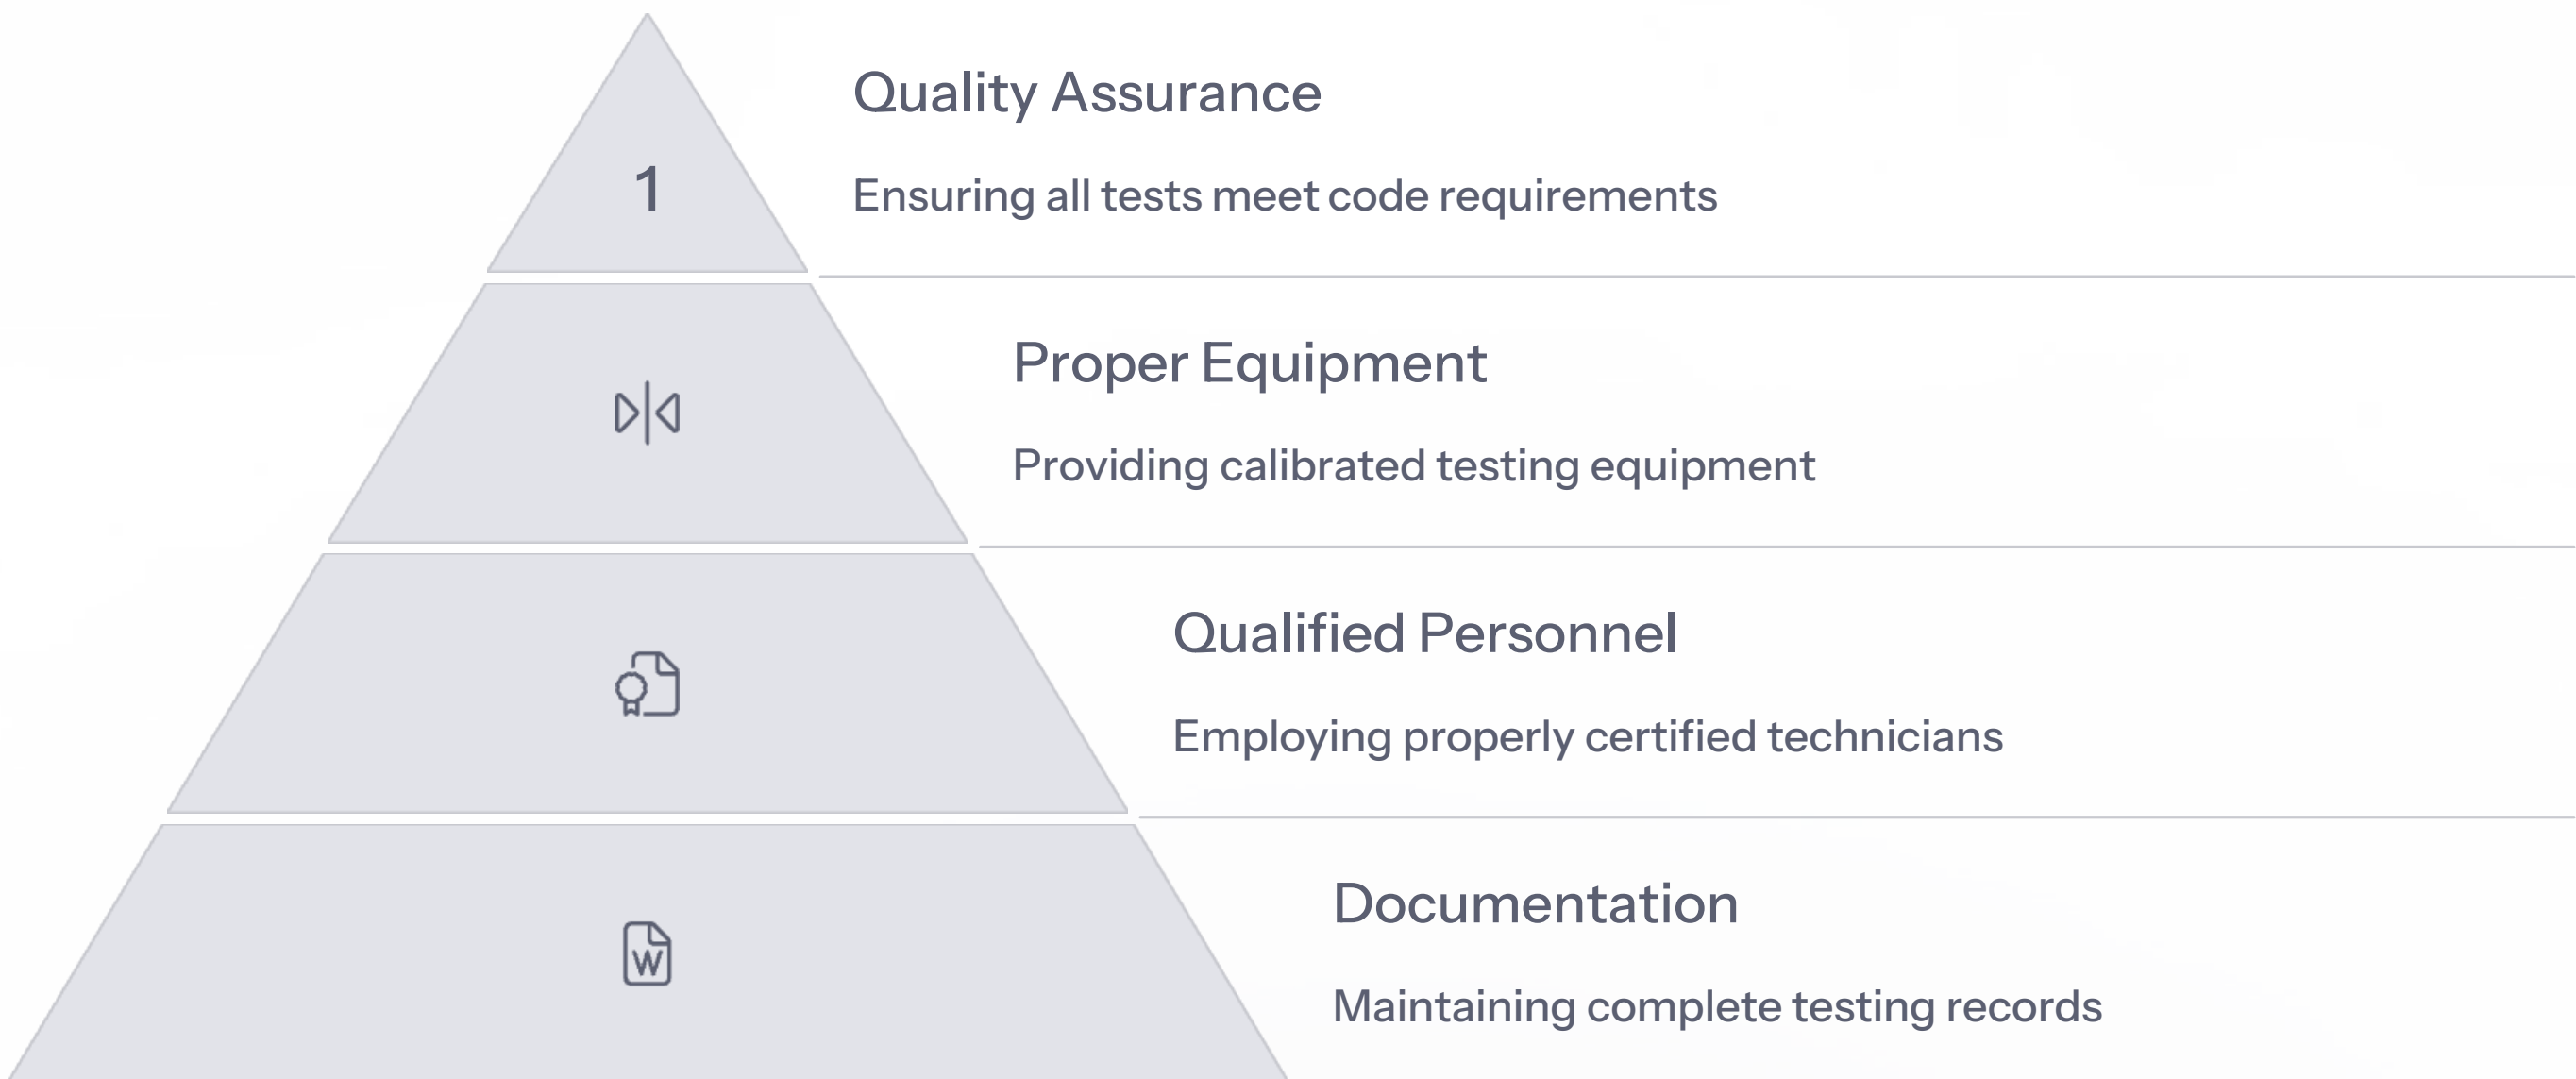 Quality Assurance
1
Ensuring all tests meet code requirements
Proper Equipment
Providing calibrated testing equipment
Qualified Personnel
Employing properly certified technicians
Documentation
W
Maintaining complete testing records